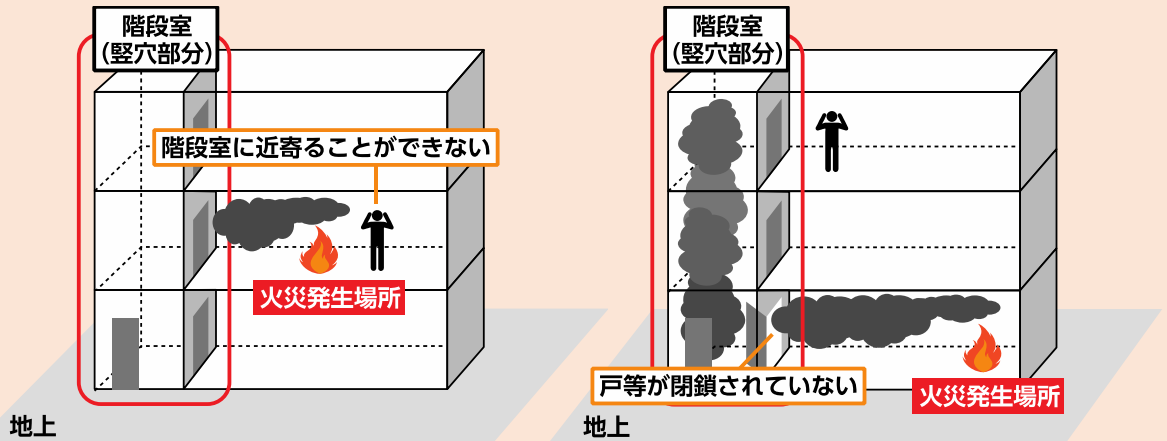 階段室
（竪穴部分）
階段室に近寄ることができない
火災発生場所
地上
階段室
（竪穴部分）
戸等が閉鎖されていない
火災発生場所
地上